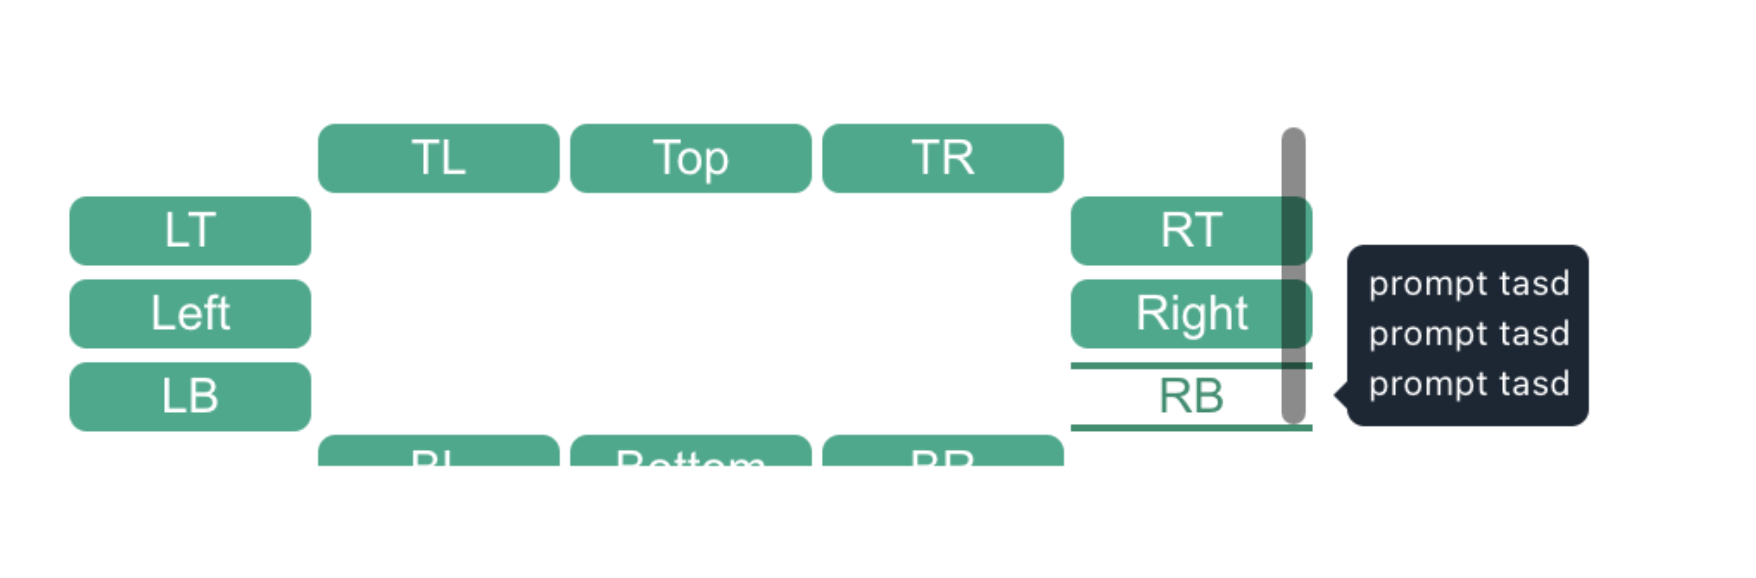 TL Top TR
LT RT
Left Right
LB RB
prompt tasd
prompt tasd
prompt tasd
BL Bottom BR